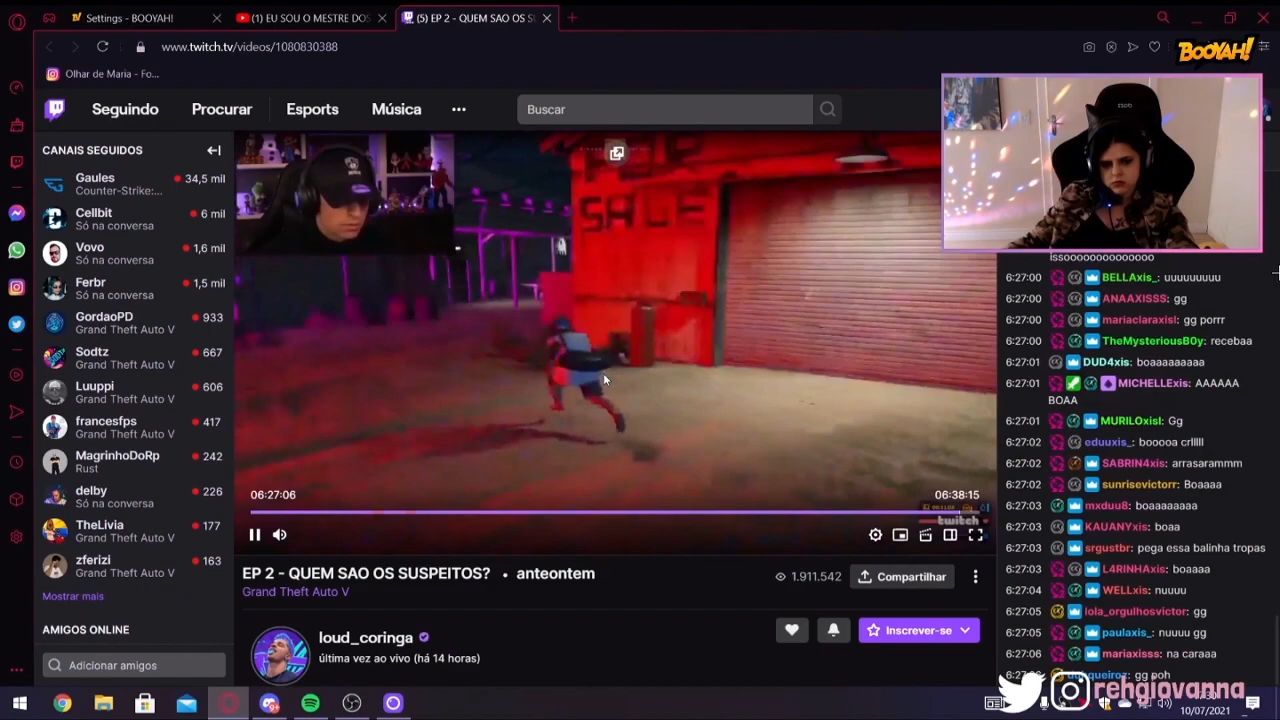 Settings - BOOYAH!
(1) EU SOU O MESTRE DOS
(5) EP 2 - QUEM SAO OS S
www.twitch.tv/videos/1080830388
BOOYAH!
Olhar de Maria - Fo...
Seguindo
Procurar
Esports
Música
Buscar
CANAIS SEGUIDOS
Gaules
34,5 mil
Counter-Strike:...
Cellbit
6 mil
Só na conversa
Vovo
1,6 mil
Só na conversa
Ferbr
1,5 mil
Só na conversa
GordaoPD
933
Grand Theft Auto V
Sodtz
667
Grand Theft Auto V
Luuppi
606
Grand Theft Auto V
francesfps
417
Grand Theft Auto V
MagrinhoDoRp
242
Rust
delby
226
Só na conversa
TheLivia
177
Grand Theft Auto V
zferizi
163
Grand Theft Auto V
Mostrar mais
AMIGOS ONLINE
Adicionar amigos
SALE
06:27:06
06:38:15
twitch
EP 2 - QUEM SAO OS SUSPEITOS? • anteontem
Grand Theft Auto V
1.911.542
Compartilhar
loud_coringa
última vez ao vivo (há 14 horas)
Inscrever-se
issoooooooooooooo
6:27:00 BELLAxis_: uuuuuuuuu
6:27:00 ANAAXISSS: gg
6:27:00 mariaclaraxisl: gg porrr
6:27:00 TheMysteriousB0y: recebaa
6:27:01 DUD4xis: boaaaaaaaaa
6:27:01 MICHELLExis: AAAAAA
BOAA
6:27:01 MURILOxisl: Gg
6:27:02 eduuxis_: booooa crlllll
6:27:02 SABRIN4xis: arrasarammm
6:27:02 sunrisevictorr: Boaaaa
6:27:03 mxduu8: boaaaaaaa
6:27:03 KAUANYxis: boaa
6:27:03 srgustbr: pega essa balinha tropas
6:27:03 L4RINHAxis: boaaaa
6:27:04 WELLxis: nuuuu
6:27:05 lola_orgulhosvictor: gg
6:27:05 paulaxis_: nuuuu gg
6:27:06 mariaxisss: na caraaa
gg poh
rehgiovanna
10/07/2021